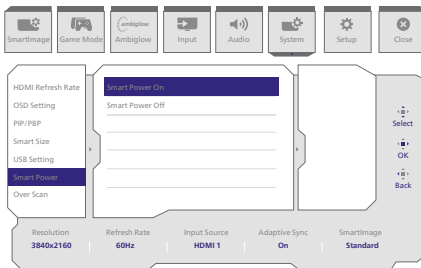 SmartImage
Game Mode
ambiglow
Ambiglow
Input
Audio
System
Setup
Close
HDMI Refresh Rate
OSD Setting
PIP/PBP
Smart Size
USB Setting
Smart Power
Over Scan
Smart Power On
Smart Power Off
Select
OK
Back
Resolution
Refresh Rate
Input Source
Adaptive Sync
SmartImage
3840x2160
60Hz
HDMI 1
On
Standard